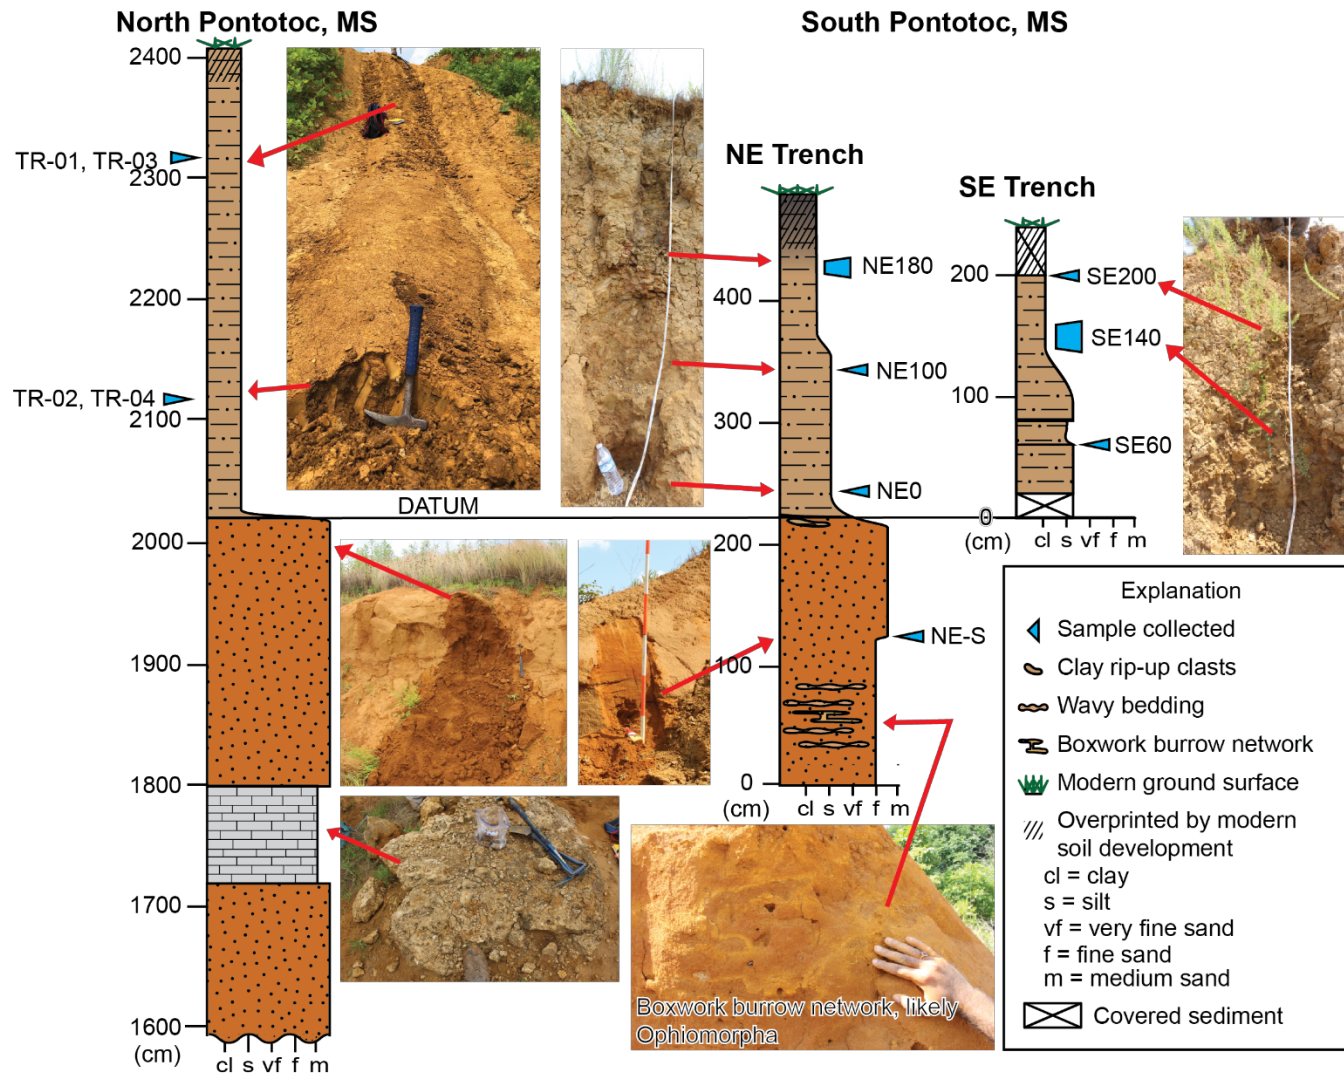 North Pontotoc, MS
South Pontotoc, MS
2400
TR-01, TR-03
2300
2200
TR-02, TR-04
2100
DATUM
2000
1900
1800
1700
1600
(cm)
cl s vf f m
NE Trench
NE180
400
NE100
300
NE0
200
NE-S
100
0
(cm)
cl s vf f m
SE Trench
200
SE200
SE140
100
SE60
0
(cm)
cl s vf f m
Boxwork burrow network, likely
Ophiomorpha
Explanation
Sample collected
Clay rip-up clasts
Wavy bedding
Boxwork burrow network
Modern ground surface
Overprinted by modern
soil development
cl = clay
s = silt
vf = very fine sand
f = fine sand
m = medium sand
Covered sediment